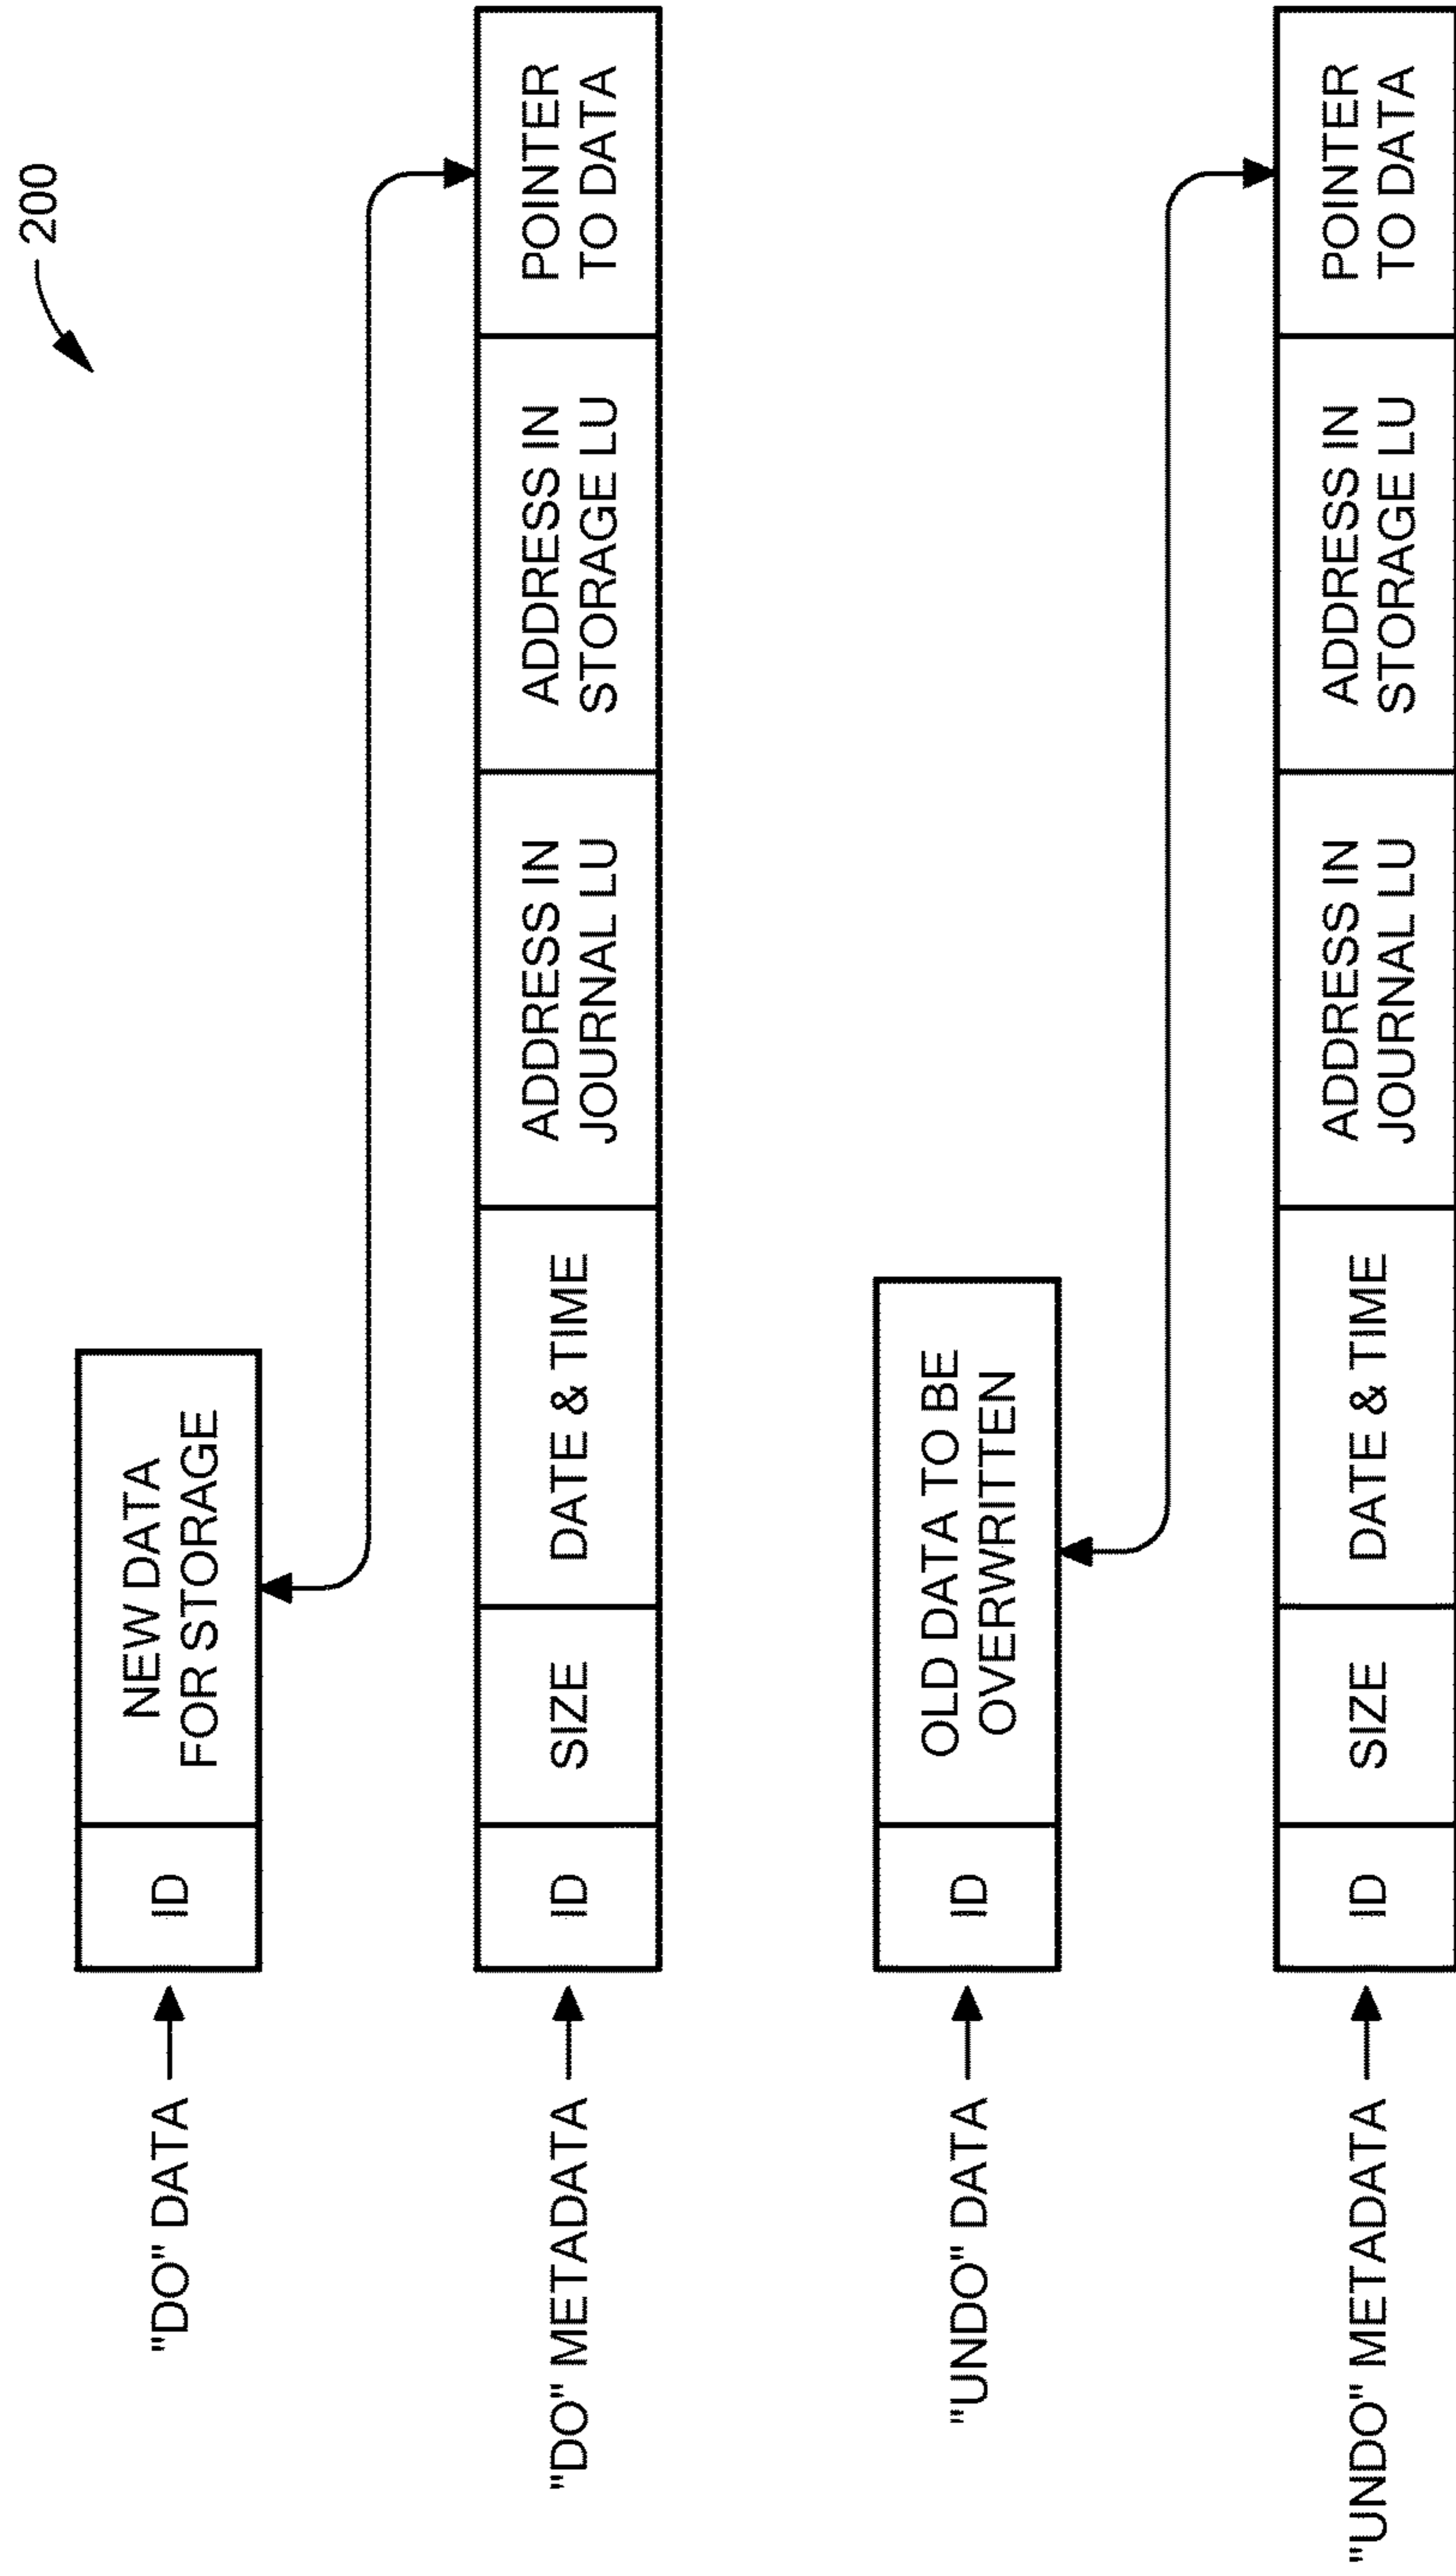 200
"DO" DATA
ID
NEW DATA
FOR STORAGE
"DO" METADATA
ID
SIZE
DATE & TIME
ADDRESS IN
JOURNAL LU
ADDRESS IN
STORAGE LU
POINTER
TO DATA
"UNDO" DATA
ID
OLD DATA TO BE
OVERWRITTEN
"UNDO" METADATA
ID
SIZE
DATE & TIME
ADDRESS IN
JOURNAL LU
ADDRESS IN
STORAGE LU
POINTER
TO DATA